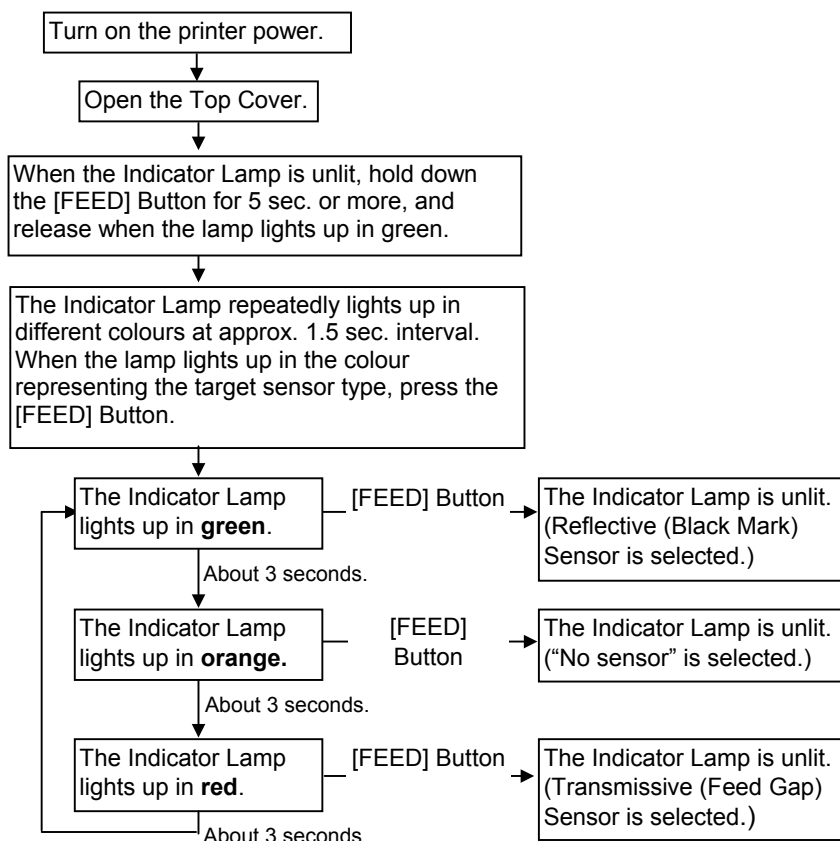 Turn on the printer power.
Open the Top Cover.
When the Indicator Lamp is unlit, hold down
the [FEED] Button for 5 sec. or more, and
release when the lamp lights up in green.
The Indicator Lamp repeatedly lights up in
different colours at approx. 1.5 sec. interval.
When the lamp lights up in the colour
representing the target sensor type, press the
[FEED] Button.
The Indicator Lamp
lights up in green.
[FEED] Button
The Indicator Lamp is unlit.
(Reflective (Black Mark)
Sensor is selected.)
About 3 seconds.
The Indicator Lamp
lights up in orange.
[FEED]
Button
The Indicator Lamp is unlit.
(“No sensor” is selected.)
About 3 seconds.
The Indicator Lamp
lights up in red.
[FEED] Button
The Indicator Lamp is unlit.
(Transmissive (Feed Gap)
Sensor is selected.)
About 3 seconds